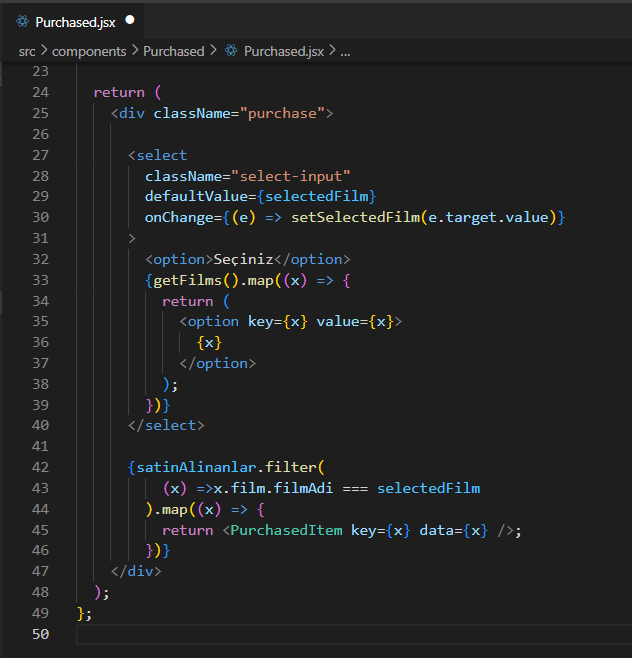 Purchased.jsx
src > components > Purchased > Purchased.jsx > ...
23
24 return (
25 <div className="purchase">
26
27 <select
28 className="select-input"
29 defaultValue={selectedFilm}
30 onChange={(e) => setSelectedFilm(e.target.value)}
31 >
32 <option>Seçiniz</option>
33 {getFilms().map((x) => {
34 return (
35 <option key={x} value={x}>
36 {x}
37 </option>
38 );
39 })}
40 </select>
41
42 {satinAlinanlar.filter(
43 (x) =>x.film.filmAdi === selectedFilm
44 ).map((x) => {
45 return <PurchasedItem key={x} data={x} />;
46 })}
47 </div>
48 );
49 };
50